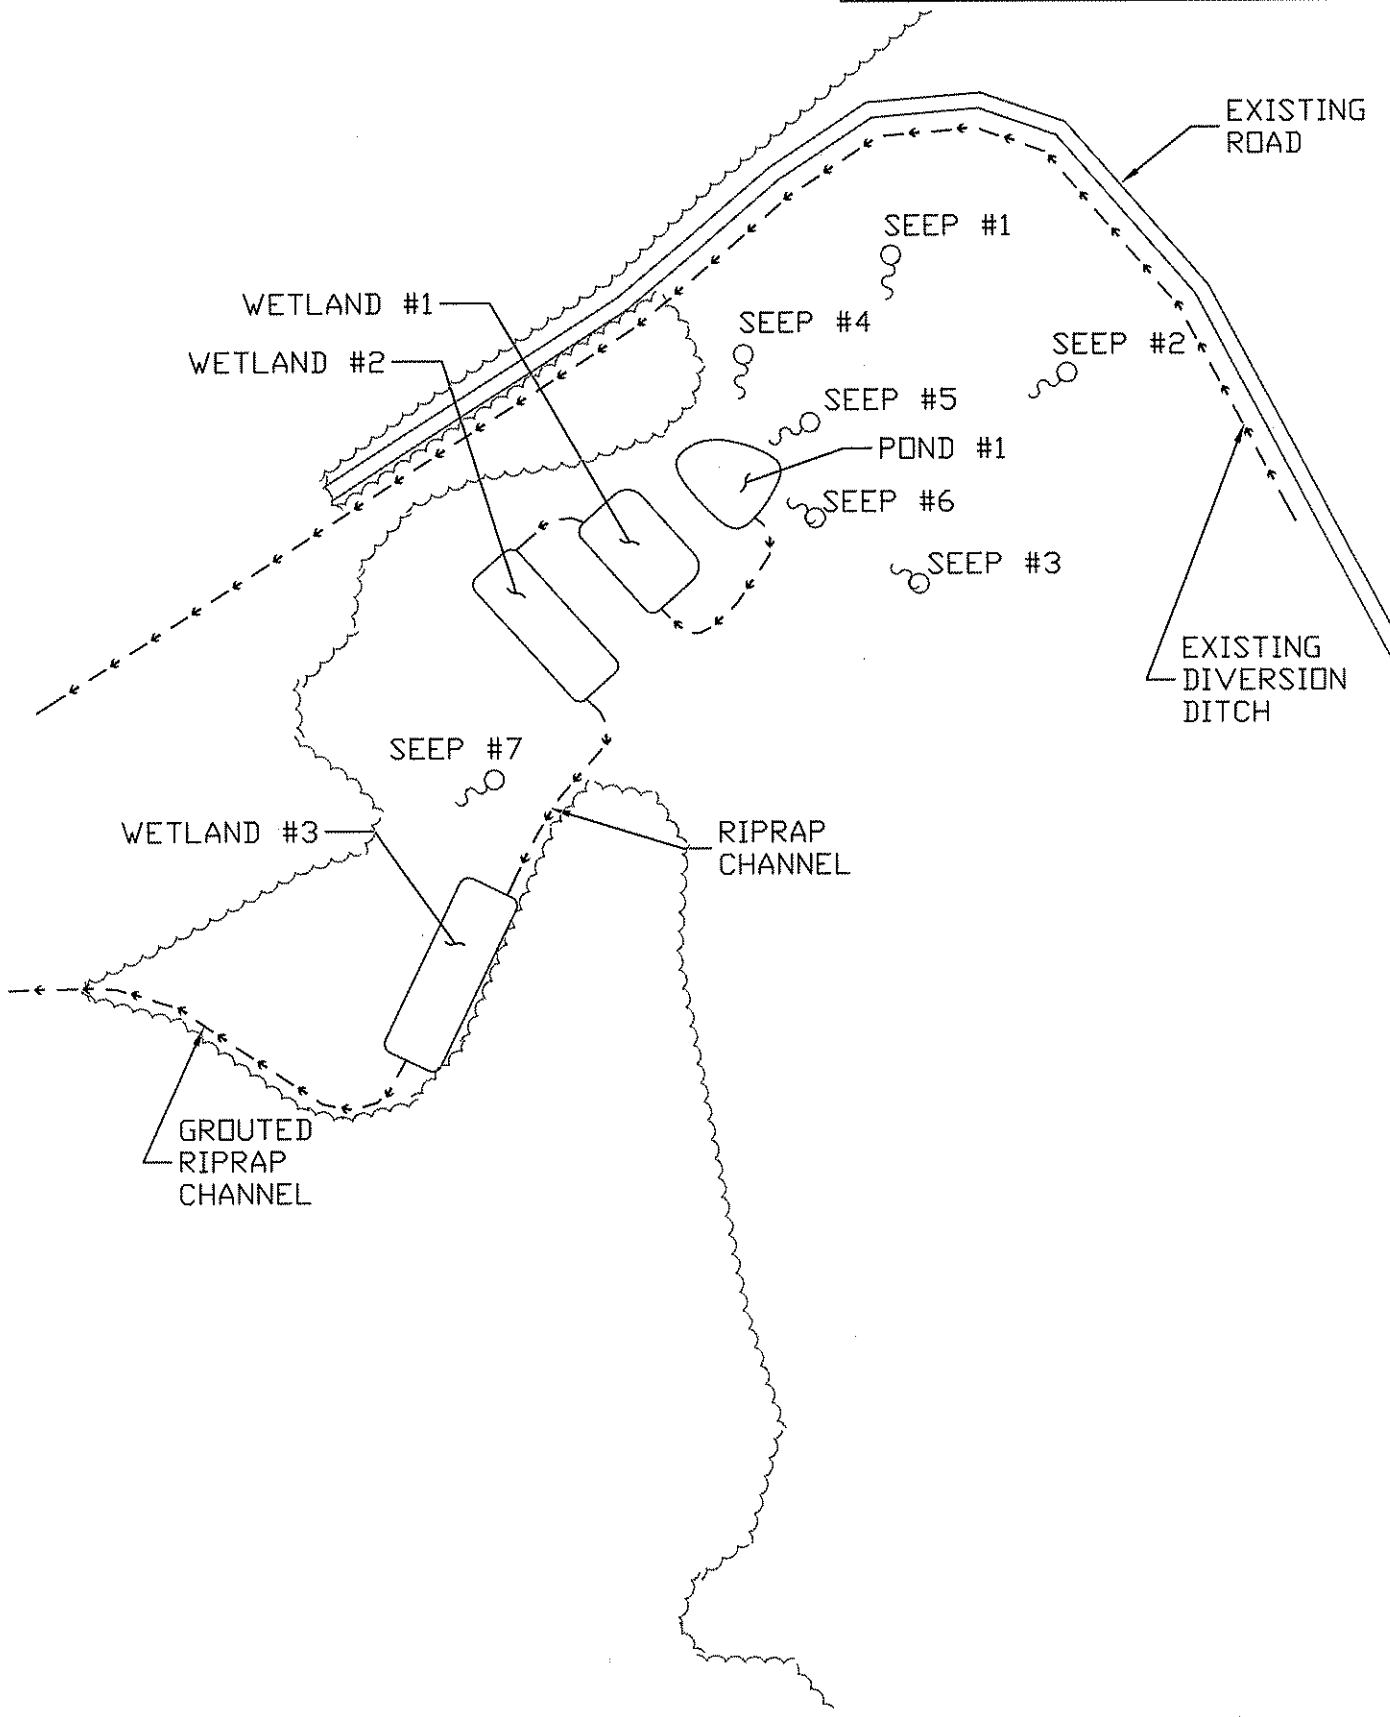 EXISTING
ROAD
SEEP #1
WETLAND #1
SEEP #4
WETLAND #2
SEEP #2
SEEP #5
POND #1
SEEP #6
SEEP #3
EXISTING
DIVERSION
DITCH
SEEP #7
WETLAND #3
RIPRAP
CHANNEL
GROUTED
RIPRAP
CHANNEL